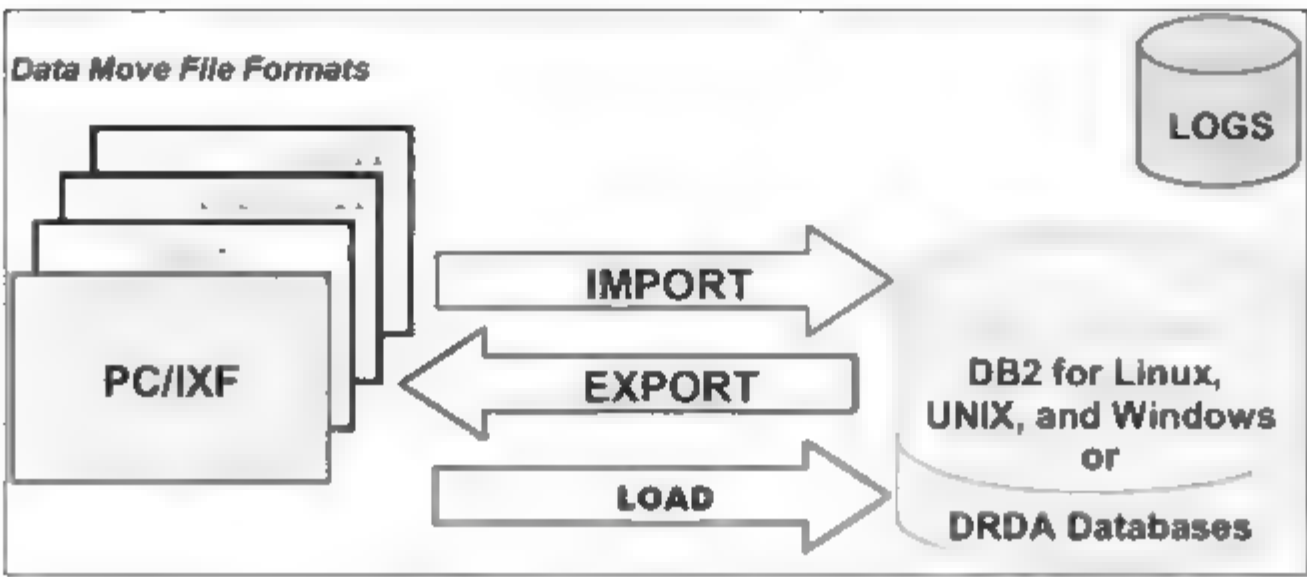 Data Move File Formats
LOGS
IMPORT
PC/IXF
EXPORT
DB2 for Linux,
UNIX, and Windows
or
LOAD
DRDA Databases